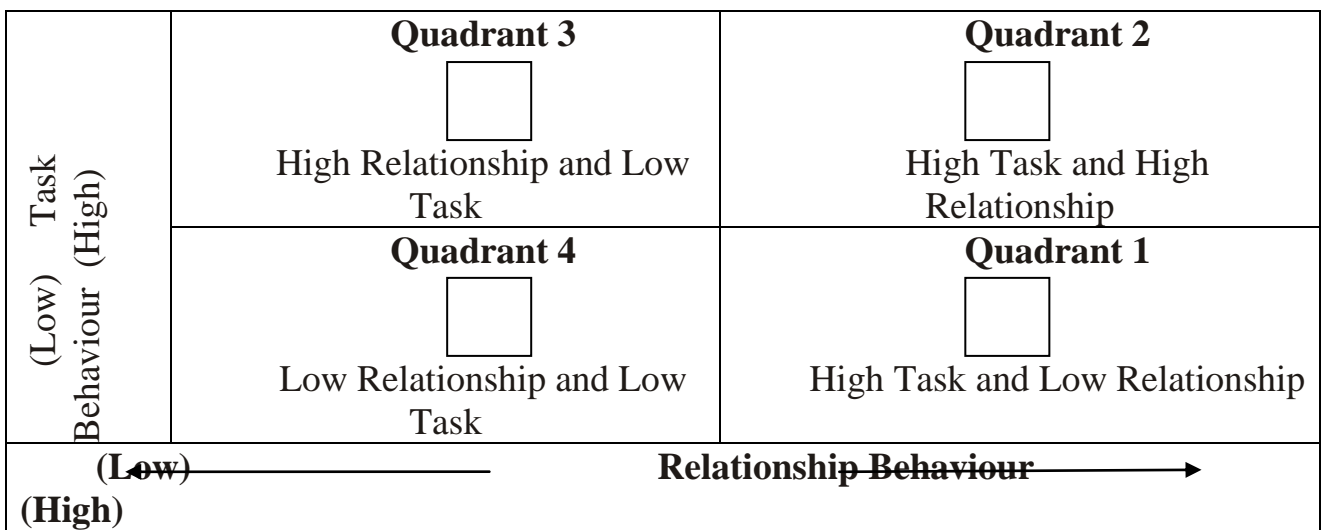 Quadrant 3
High Relationship and Low
Task
Quadrant 2
High Task and High
Relationship
(Low) Task
Behaviour (High)
Quadrant 4
Low Relationship and Low
Task
Quadrant 1
High Task and Low Relationship
(Low) Relationship Behaviour
(High)